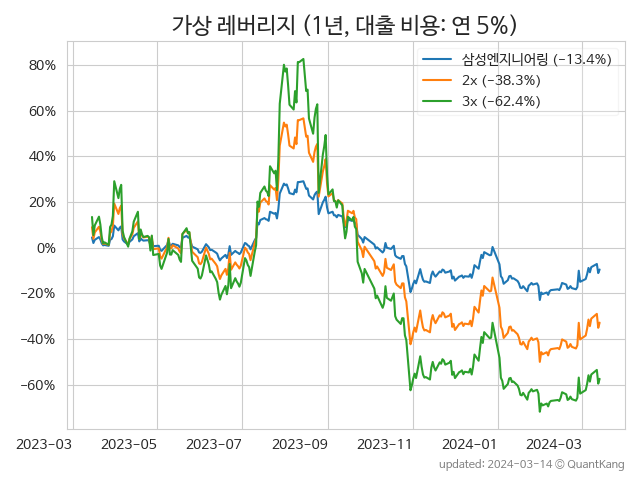 가상 레버리지 (1년, 대출 비용: 연 5%)
삼성엔지니어링 (−13.4%)
2x (−38.3%)
3x (−62.4%)
80%
60%
40%
20%
0%
−20%
−40%
−60%
2023-03 2023-05 2023-07 2023-09 2023-11 2024-01 2024-03
updated: 2024-03-14 © QuantKang